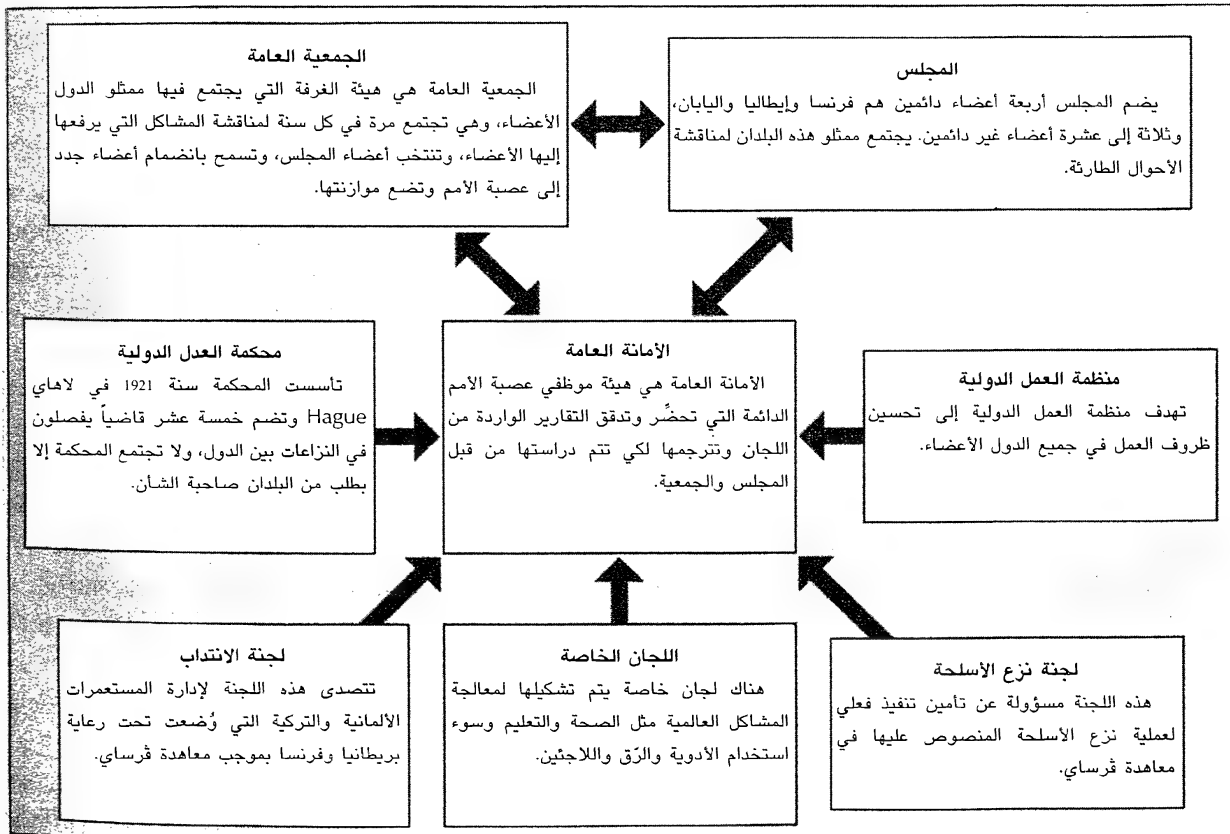 الجمعية العامة
الجمعية العامة هي هيئة الغرفة التي يجتمع فيها ممثلو الدول
الأعضاء، وهي تجتمع مرة في كل سنة لمناقشة المشاكل التي يرفعها
إليها الأعضاء، وتنتخب أعضاء المجلس، وتسمح بانضمام أعضاء جدد
إلى عصبة الأمم وتضع موازنتها.
المجلس
يضم المجلس أربعة أعضاء دائمين هم فرنسا وإيطاليا واليابان،
وثلاثة إلى عشرة أعضاء غير دائمين. يجتمع ممثلو هذه البلدان لمناقشة
الأحوال الطارئة.
محكمة العدل الدولية
تأسست المحكمة سنة 1921 في لاهاي
Hague وتضم خمسة عشر قاضياً يفصلون
في النزاعات بين الدول، ولا تجتمع المحكمة إلا
بطلب من البلدان صاحبة الشأن.
الأمانة العامة
الأمانة العامة هي هيئة موظفي عصبة الأمم
الدائمة التي تحضِّر وتدقق التقارير الواردة من
اللجان وتترجمها لكي تتم دراستها من قبل
المجلس والجمعية.
منظمة العمل الدولية
تهدف منظمة العمل الدولية إلى تحسين
ظروف العمل في جميع الدول الأعضاء.
لجنة الانتداب
تتصدى هذه اللجنة لإدارة المستعمرات
الألمانية والتركية التي وُضعت تحت رعاية
بريطانيا وفرنسا بموجب معاهدة ڤرساي.
اللجان الخاصة
هناك لجان خاصة يتم تشكيلها لمعالجة
المشاكل العالمية مثل الصحة والتعليم وسوء
استخدام الأدوية والرّق واللاجئين.
لجنة نزع الأسلحة
هذه اللجنة مسؤولة عن تأمين تنفيذ فعلي
لعملية نزع الأسلحة المنصوص عليها في
معاهدة ڤرساي.